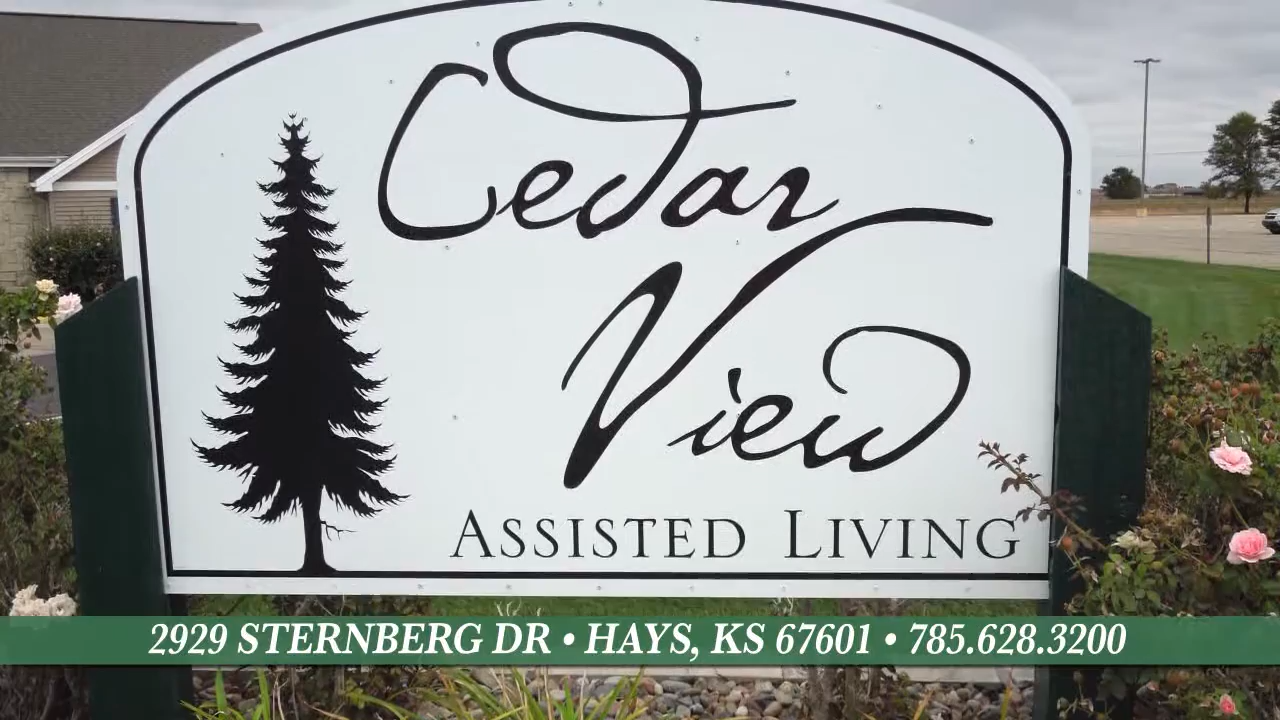 Cedar
View
ASSISTED LIVING
2929 STERNBERG DR • HAYS, KS 67601 • 785.628.3200